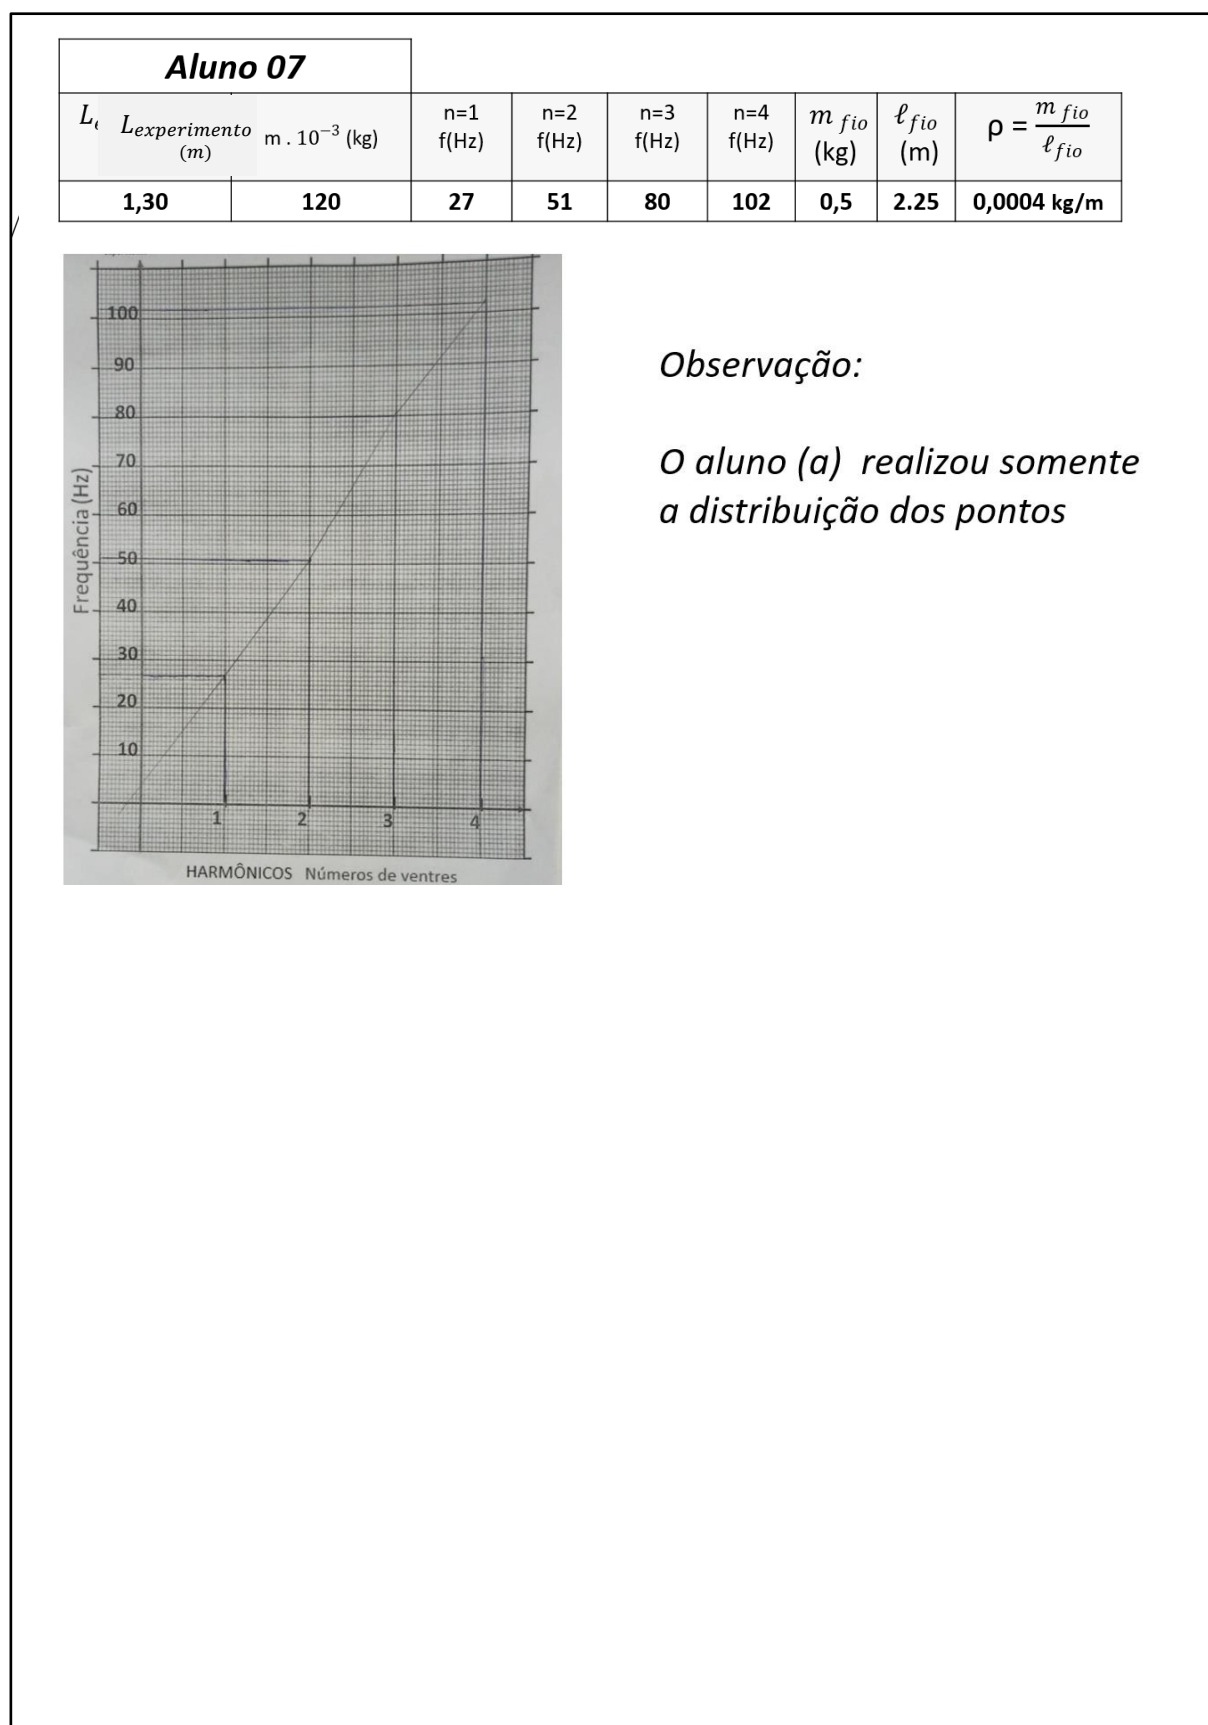 Aluno 07
L experimento (m)
m . 10⁻³ (kg)
n=1 f(Hz)
n=2 f(Hz)
n=3 f(Hz)
n=4 f(Hz)
m fio (kg)
ℓ fio (m)
ρ = m fio / ℓ fio
1,30 120 27 51 80 102 0,5 2.25 0,0004 kg/m
100
90
80
70
60
50
40
30
20
10
Frequência (Hz)
1 2 3 4
HARMÔNICOS Números de ventres
Observação:
O aluno (a) realizou somente
a distribuição dos pontos